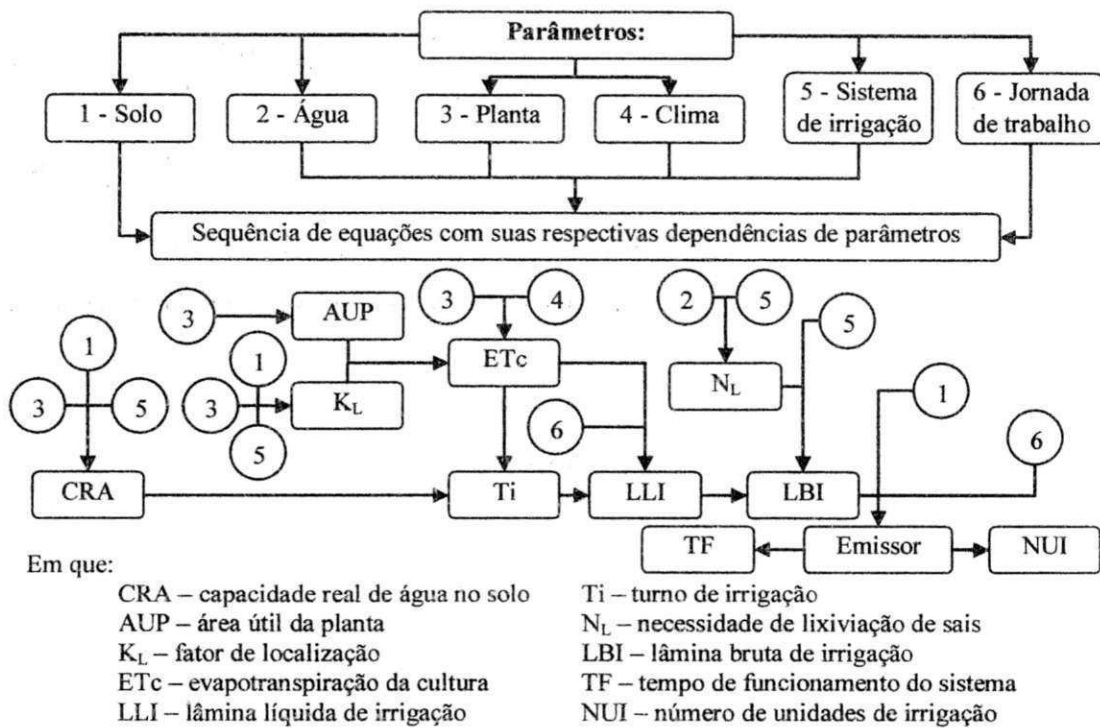 Parâmetros:
1 - Solo
2 - Água
3 - Planta
4 - Clima
5 - Sistema
de irrigação
6 - Jornada
de trabalho
Sequência de equações com suas respectivas dependências de parâmetros
3
AUP
3
4
2
5
5
1
1
ETc
N_L
3
5
3
K_L
5
6
1
6
CRA
Ti
LLI
LBI
TF
Emissor
NUI
Em que:
CRA – capacidade real de água no solo
AUP – área útil da planta
K_L – fator de localização
ETc – evapotranspiração da cultura
LLI – lâmina líquida de irrigação
Ti – turno de irrigação
N_L – necessidade de lixiviação de sais
LBI – lâmina bruta de irrigação
TF – tempo de funcionamento do sistema
NUI – número de unidades de irrigação